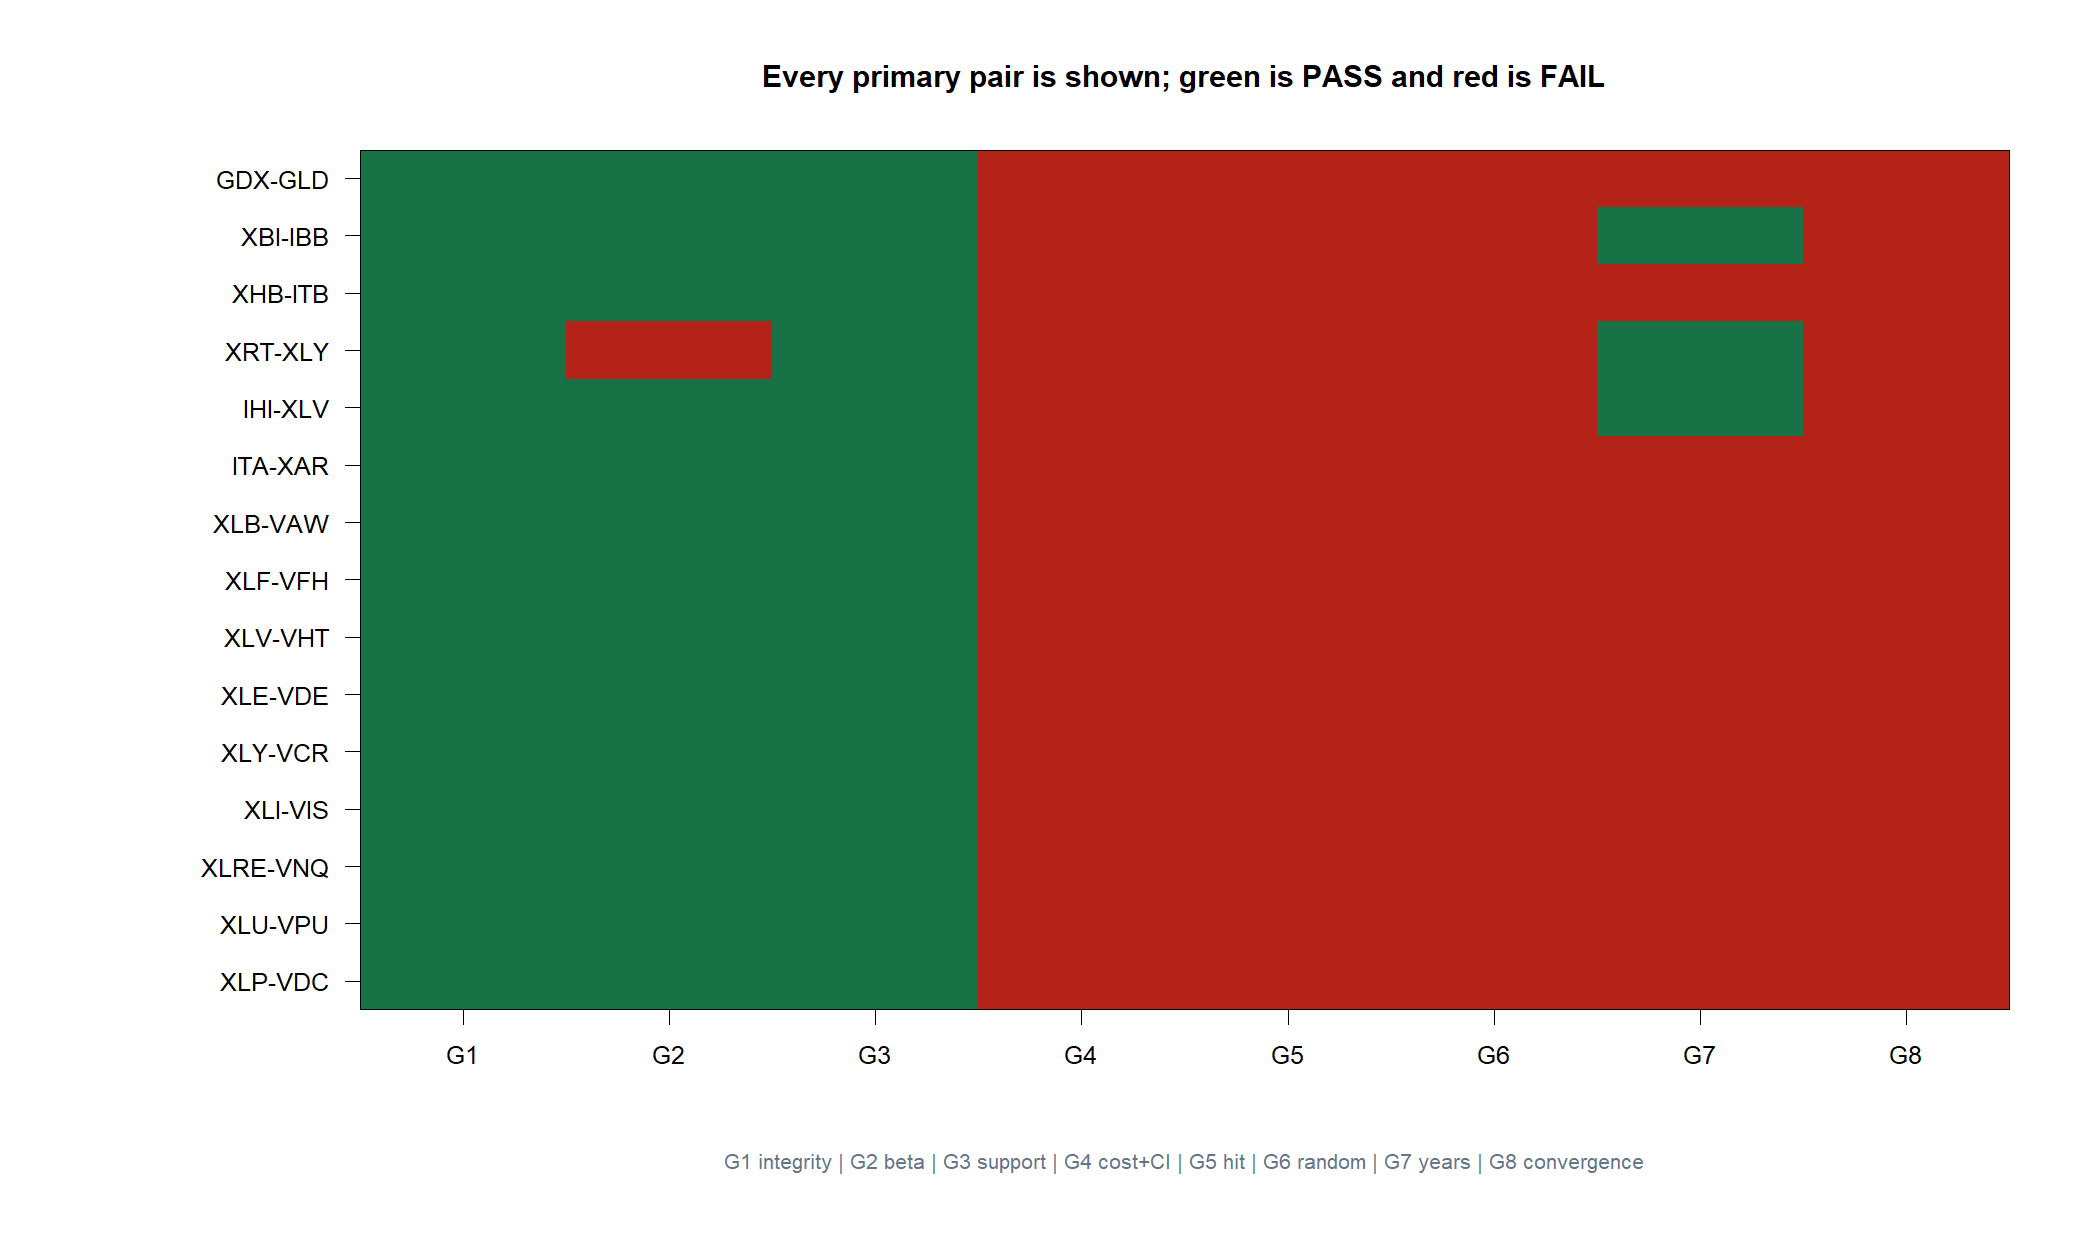 Every primary pair is shown; green is PASS and red is FAIL
GDX-GLD
XBI-IBB
XHB-ITB
XRT-XLY
IHI-XLV
ITA-XAR
XLB-VAW
XLF-VFH
XLV-VHT
XLE-VDE
XLY-VCR
XLI-VIS
XLRE-VNQ
XLU-VPU
XLP-VDC
G1 G2 G3 G4 G5 G6 G7 G8
G1 integrity | G2 beta | G3 support | G4 cost+CI | G5 hit | G6 random | G7 years | G8 convergence